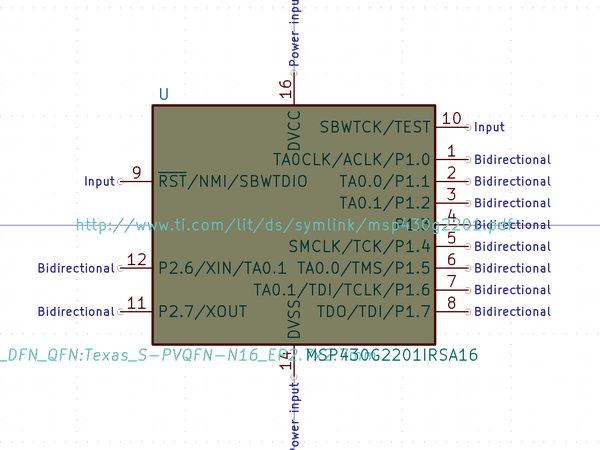 Power input
16
U
DVCC
SBWTCK/TEST 10 Input
TA0CLK/ACLK/P1.0 1 Bidirectional
Input 9 RST/NMI/SBWTDIO TA0.0/P1.1 2 Bidirectional
TA0.1/P1.2 3 Bidirectional
http://www.ti.com/lit/ds/symlink/msp430g2201.pdf P1.3 4 Bidirectional
SMCLK/TCK/P1.4 5 Bidirectional
Bidirectional 12 P2.6/XIN/TA0.1 TA0.0/TMS/P1.5 6 Bidirectional
TA0.1/TDI/TCLK/P1.6 7 Bidirectional
Bidirectional 11 P2.7/XOUT TDO/TDI/P1.7 8 Bidirectional
DVSS
_DFN_QFN:Texas_S-PVQFN-N16_EP2.7x2.7mm MSP430G2201IRSA16
14
Power input